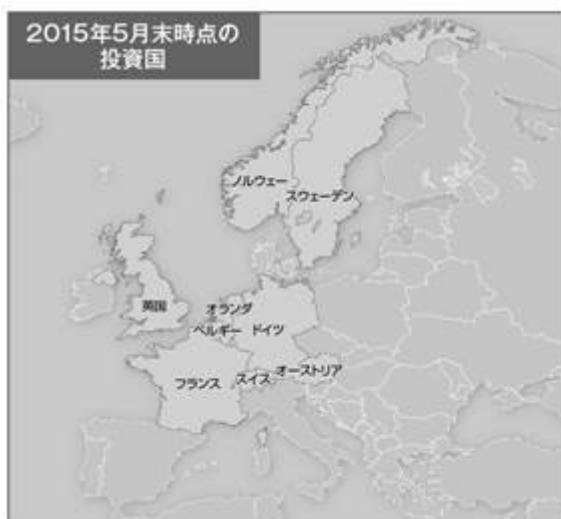 2015年5月末時点の
投資国
ノルウェー
スウェーデン
英国
オランダ
ベルギー
ドイツ
フランス
スイス
オーストリア